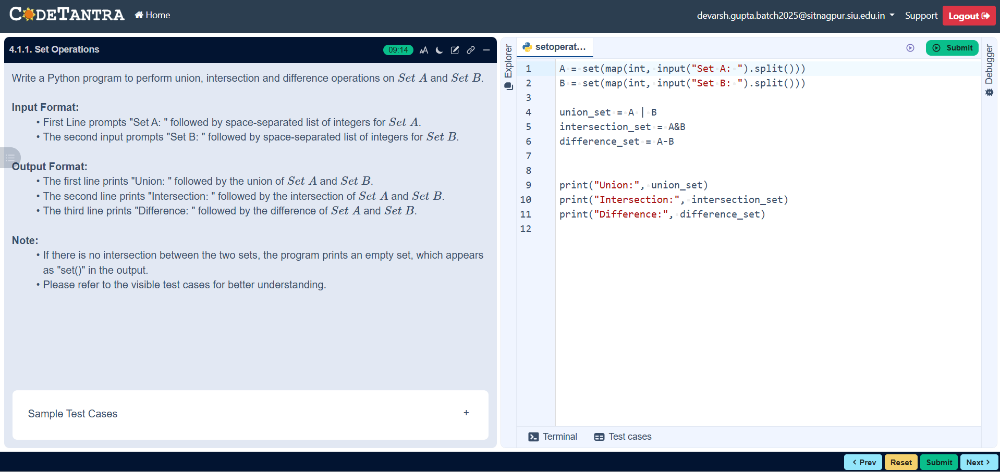 CODETANTRA Home devarsh.gupta.batch2025@sitnagpur.siu.edu.in Support Logout
4.1.1. Set Operations 09:14
Write a Python program to perform union, intersection and difference operations on Set A and Set B.
Input Format:
• First Line prompts "Set A: " followed by space-separated list of integers for Set A.
• The second input prompts "Set B: " followed by space-separated list of integers for Set B.
Output Format:
• The first line prints "Union: " followed by the union of Set A and Set B.
• The second line prints "Intersection: " followed by the intersection of Set A and Set B.
• The third line prints "Difference: " followed by the difference of Set A and Set B.
Note:
• If there is no intersection between the two sets, the program prints an empty set, which appears
as "set()" in the output.
• Please refer to the visible test cases for better understanding.
Sample Test Cases +
Explorer
setoperat...
Submit
Debugger
1 A = set(map(int, input("Set A: ").split()))
2 B = set(map(int, input("Set B: ").split()))
3
4 union_set = A | B
5 intersection_set = A&B
6 difference_set = A-B
7
8
9 print("Union:", union_set)
10 print("Intersection:", intersection_set)
11 print("Difference:", difference_set)
12
Terminal Test cases
< Prev Reset Submit Next >